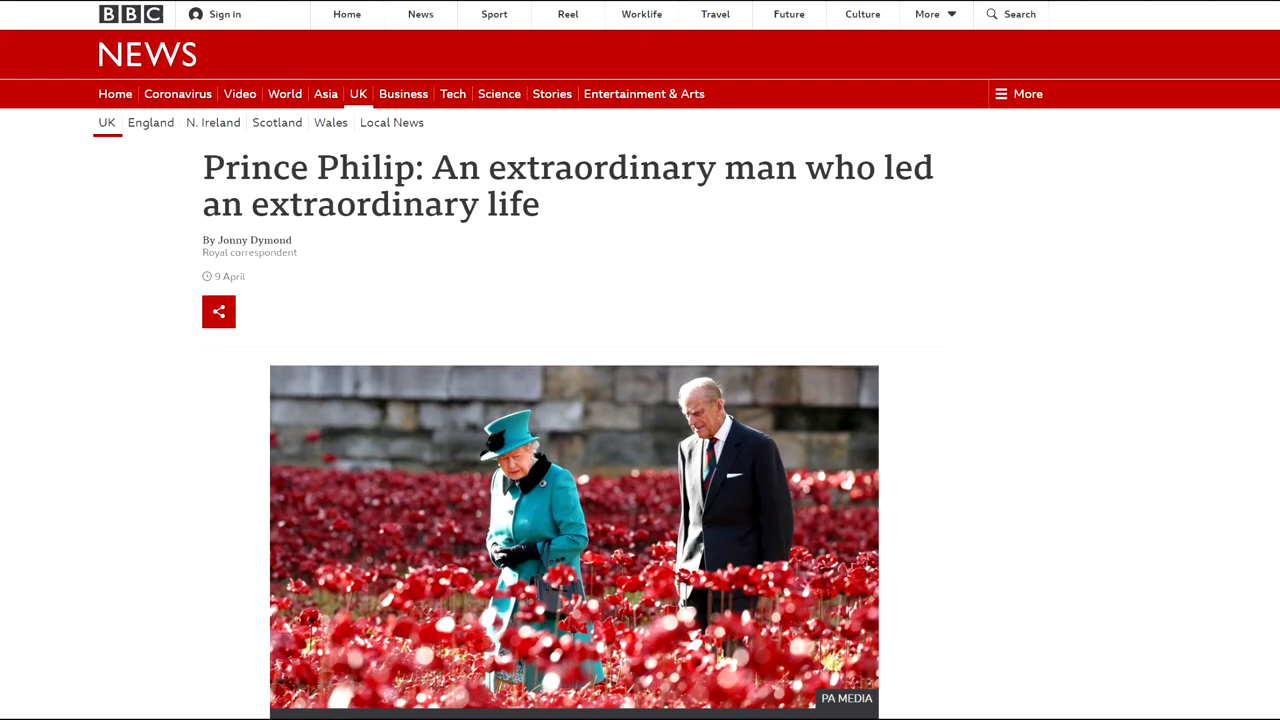 BBC Sign in Home News Sport Reel Worklife Travel Future Culture More Search
NEWS
Home Coronavirus Video World Asia UK Business Tech Science Stories Entertainment & Arts More
UK England N. Ireland Scotland Wales Local News
Prince Philip: An extraordinary man who led
an extraordinary life
By Jonny Dymond
Royal correspondent
9 April
PA MEDIA